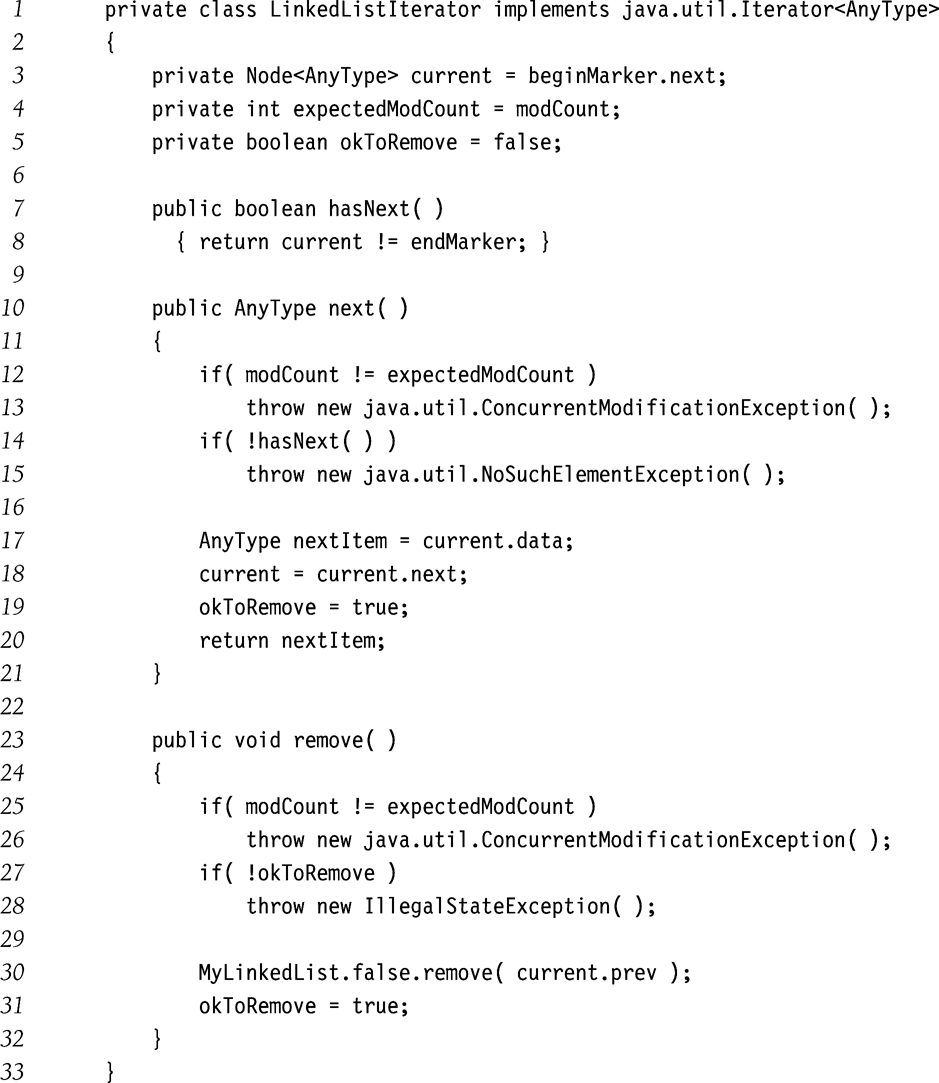 1 private class LinkedListIterator implements java.util.Iterator<AnyType>
2 {
3 private Node<AnyType> current = beginMarker.next;
4 private int expectedModCount = modCount;
5 private boolean okToRemove = false;
6
7 public boolean hasNext( )
8 { return current != endMarker; }
9
10 public AnyType next( )
11 {
12 if( modCount != expectedModCount )
13 throw new java.util.ConcurrentModificationException( );
14 if( !hasNext( ) )
15 throw new java.util.NoSuchElementException( );
16
17 AnyType nextItem = current.data;
18 current = current.next;
19 okToRemove = true;
20 return nextItem;
21 }
22
23 public void remove( )
24 {
25 if( modCount != expectedModCount )
26 throw new java.util.ConcurrentModificationException( );
27 if( !okToRemove )
28 throw new IllegalStateException( );
29
30 MyLinkedList.false.remove( current.prev );
31 okToRemove = true;
32 }
33 }